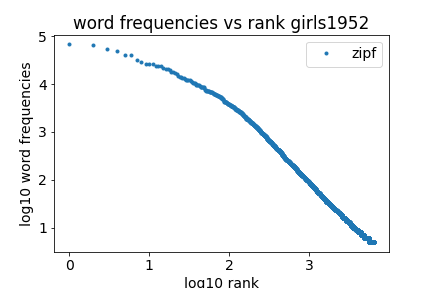 word frequencies vs rank girls1952
5
zipf
4
3
2
1
log10 word frequencies
0 1 2 3
log10 rank